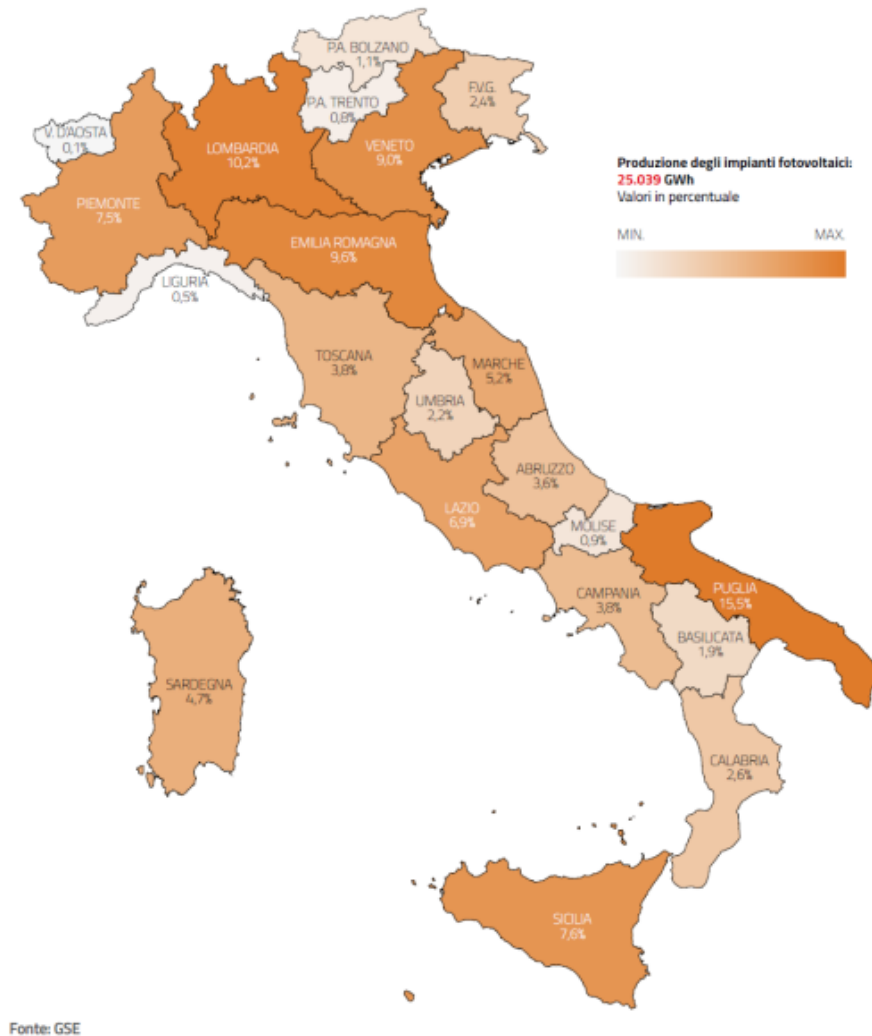 P.A. BOLZANO
1,1%
F.V.G.
2,4%
P.A. TRENTO
0,8%
V. D'AOSTA
0,1%
LOMBARDIA
10,2%
VENETO
9,0%
Produzione degli impianti fotovoltaici:
25.039 GWh
Valori in percentuale
MIN. MAX.
PIEMONTE
7,5%
EMILIA ROMAGNA
9,6%
LIGURIA
0,5%
TOSCANA
3,8%
MARCHE
5,2%
UMBRIA
2,2%
ABRUZZO
3,6%
LAZIO
6,9%
MOLISE
0,9%
PUGLIA
15,5%
CAMPANIA
3,8%
BASILICATA
1,9%
SARDEGNA
4,7%
CALABRIA
2,6%
SICILIA
7,6%
Fonte: GSE